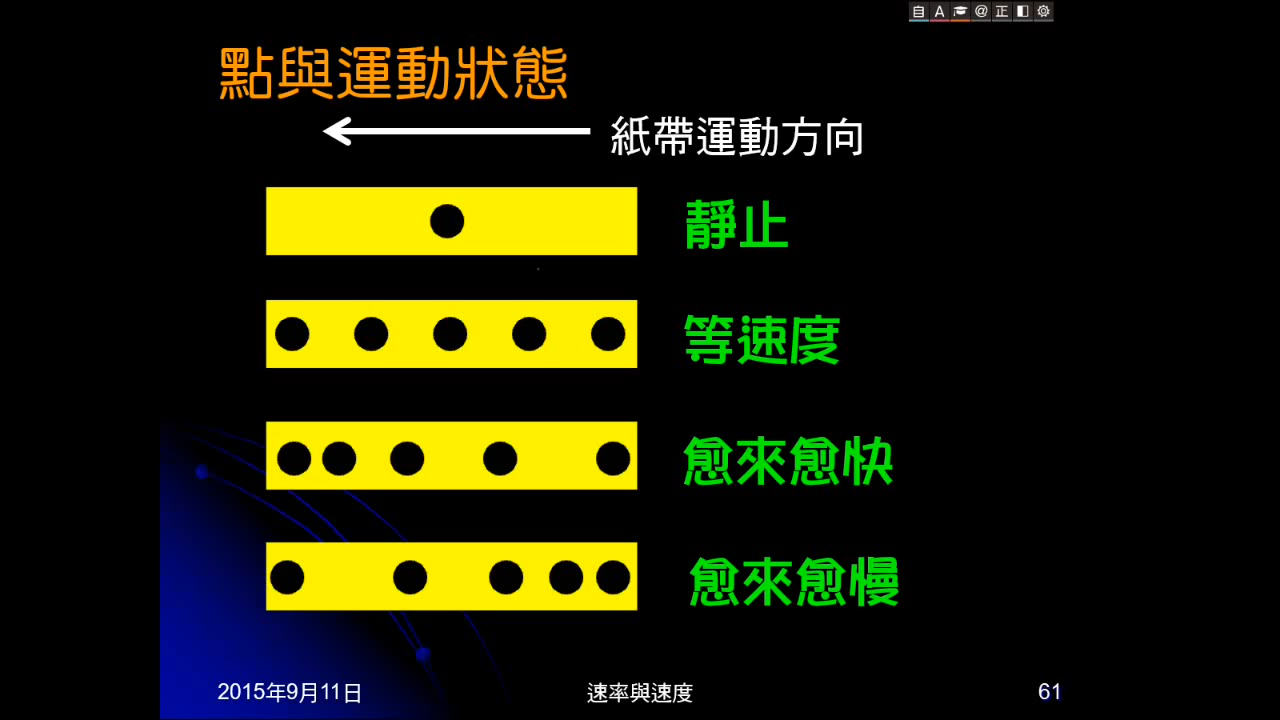 自 A @ 正
點與運動狀態
紙帶運動方向
靜止
等速度
愈來愈快
愈來愈慢
2015年9月11日 速率與速度 61